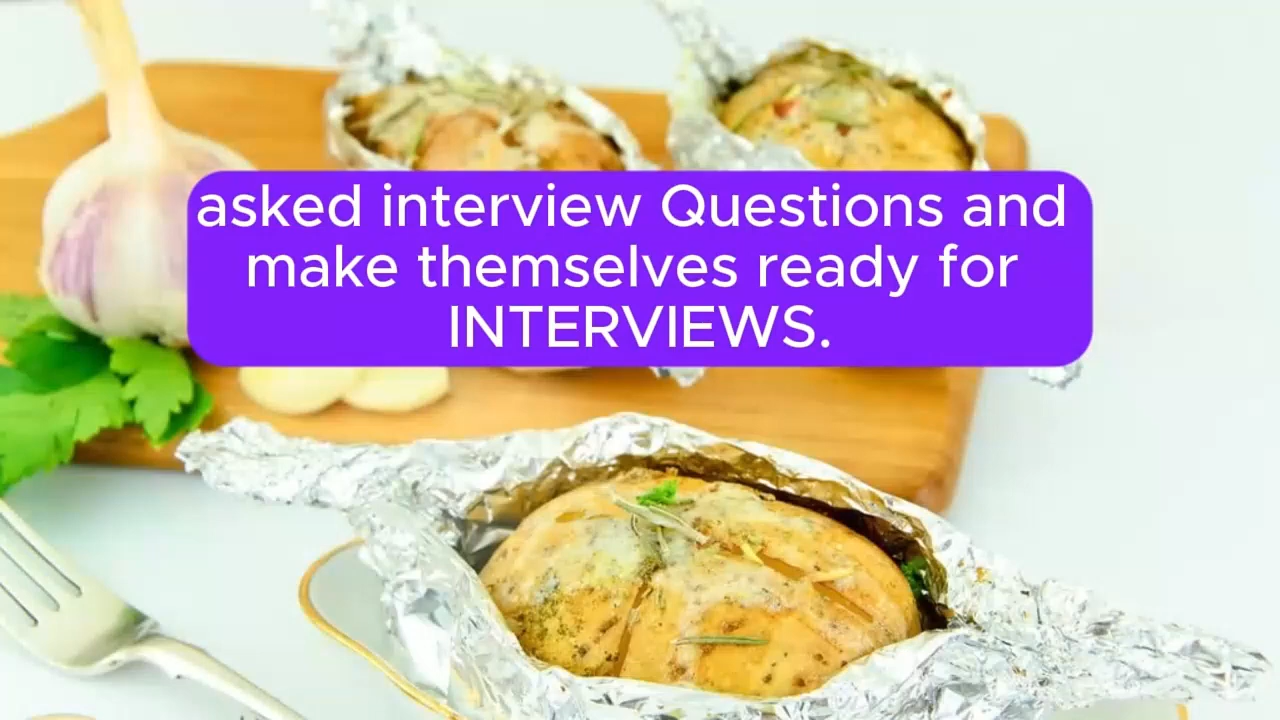 asked interview Questions and
make themselves ready for
INTERVIEWS.